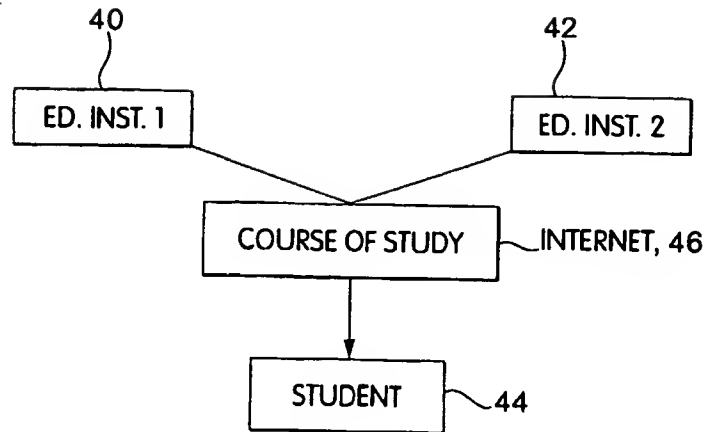 40
42
ED. INST. 1
ED. INST. 2
COURSE OF STUDY
INTERNET, 46
STUDENT
44